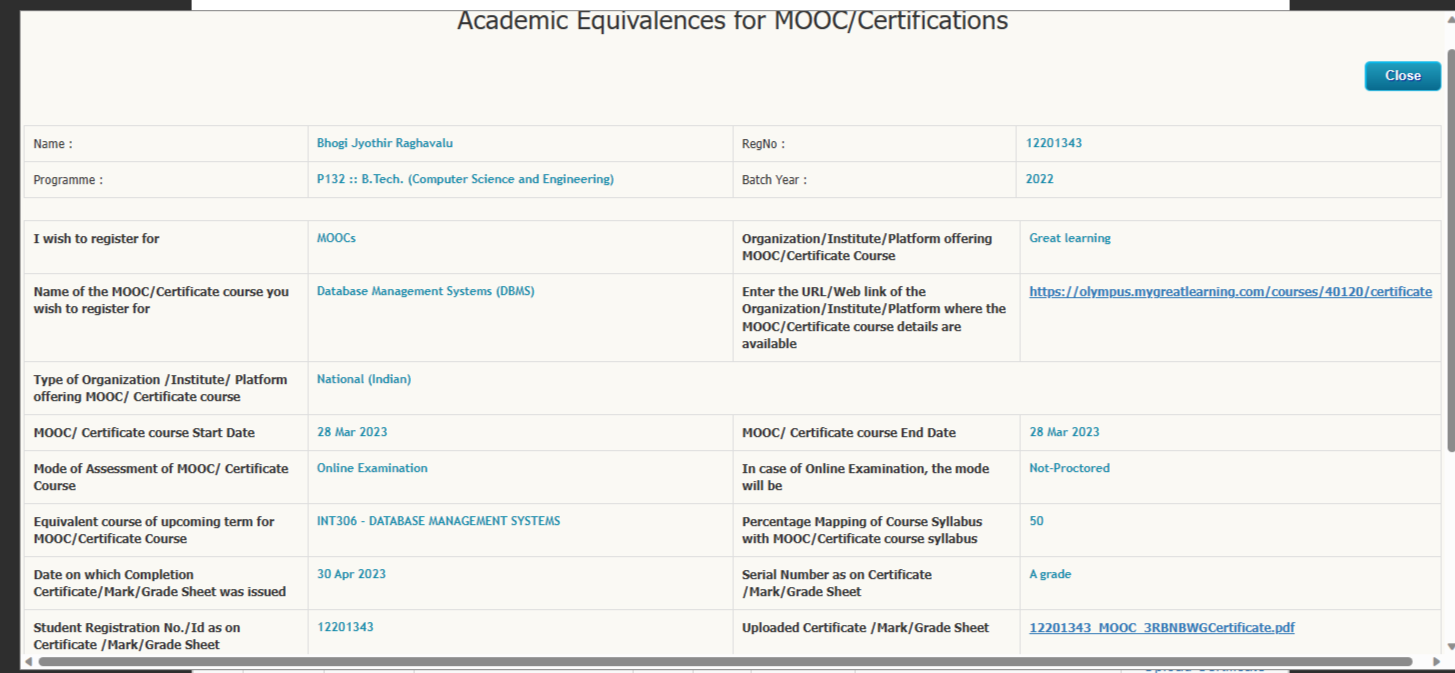 Academic Equivalences for MOOC/Certifications
Close
Name :
Bhogi Jyothir Raghavalu
RegNo :
12201343
Programme :
P132 :: B.Tech. (Computer Science and Engineering)
Batch Year :
2022
I wish to register for
MOOCs
Organization/Institute/Platform offering
MOOC/Certificate Course
Great learning
Name of the MOOC/Certificate course you
wish to register for
Database Management Systems (DBMS)
Enter the URL/Web link of the
Organization/Institute/Platform where the
MOOC/Certificate course details are
available
https://olympus.mygreatlearning.com/courses/40120/certificate
Type of Organization /Institute/ Platform
offering MOOC/ Certificate course
National (Indian)
MOOC/ Certificate course Start Date
28 Mar 2023
MOOC/ Certificate course End Date
28 Mar 2023
Mode of Assessment of MOOC/ Certificate
Course
Online Examination
In case of Online Examination, the mode
will be
Not-Proctored
Equivalent course of upcoming term for
MOOC/Certificate Course
INT306 - DATABASE MANAGEMENT SYSTEMS
Percentage Mapping of Course Syllabus
with MOOC/Certificate course syllabus
50
Date on which Completion
Certificate/Mark/Grade Sheet was issued
30 Apr 2023
Serial Number as on Certificate
/Mark/Grade Sheet
A grade
Student Registration No./Id as on
Certificate /Mark/Grade Sheet
12201343
Uploaded Certificate /Mark/Grade Sheet
12201343_MOOC_3RBNBWGCertificate.pdf